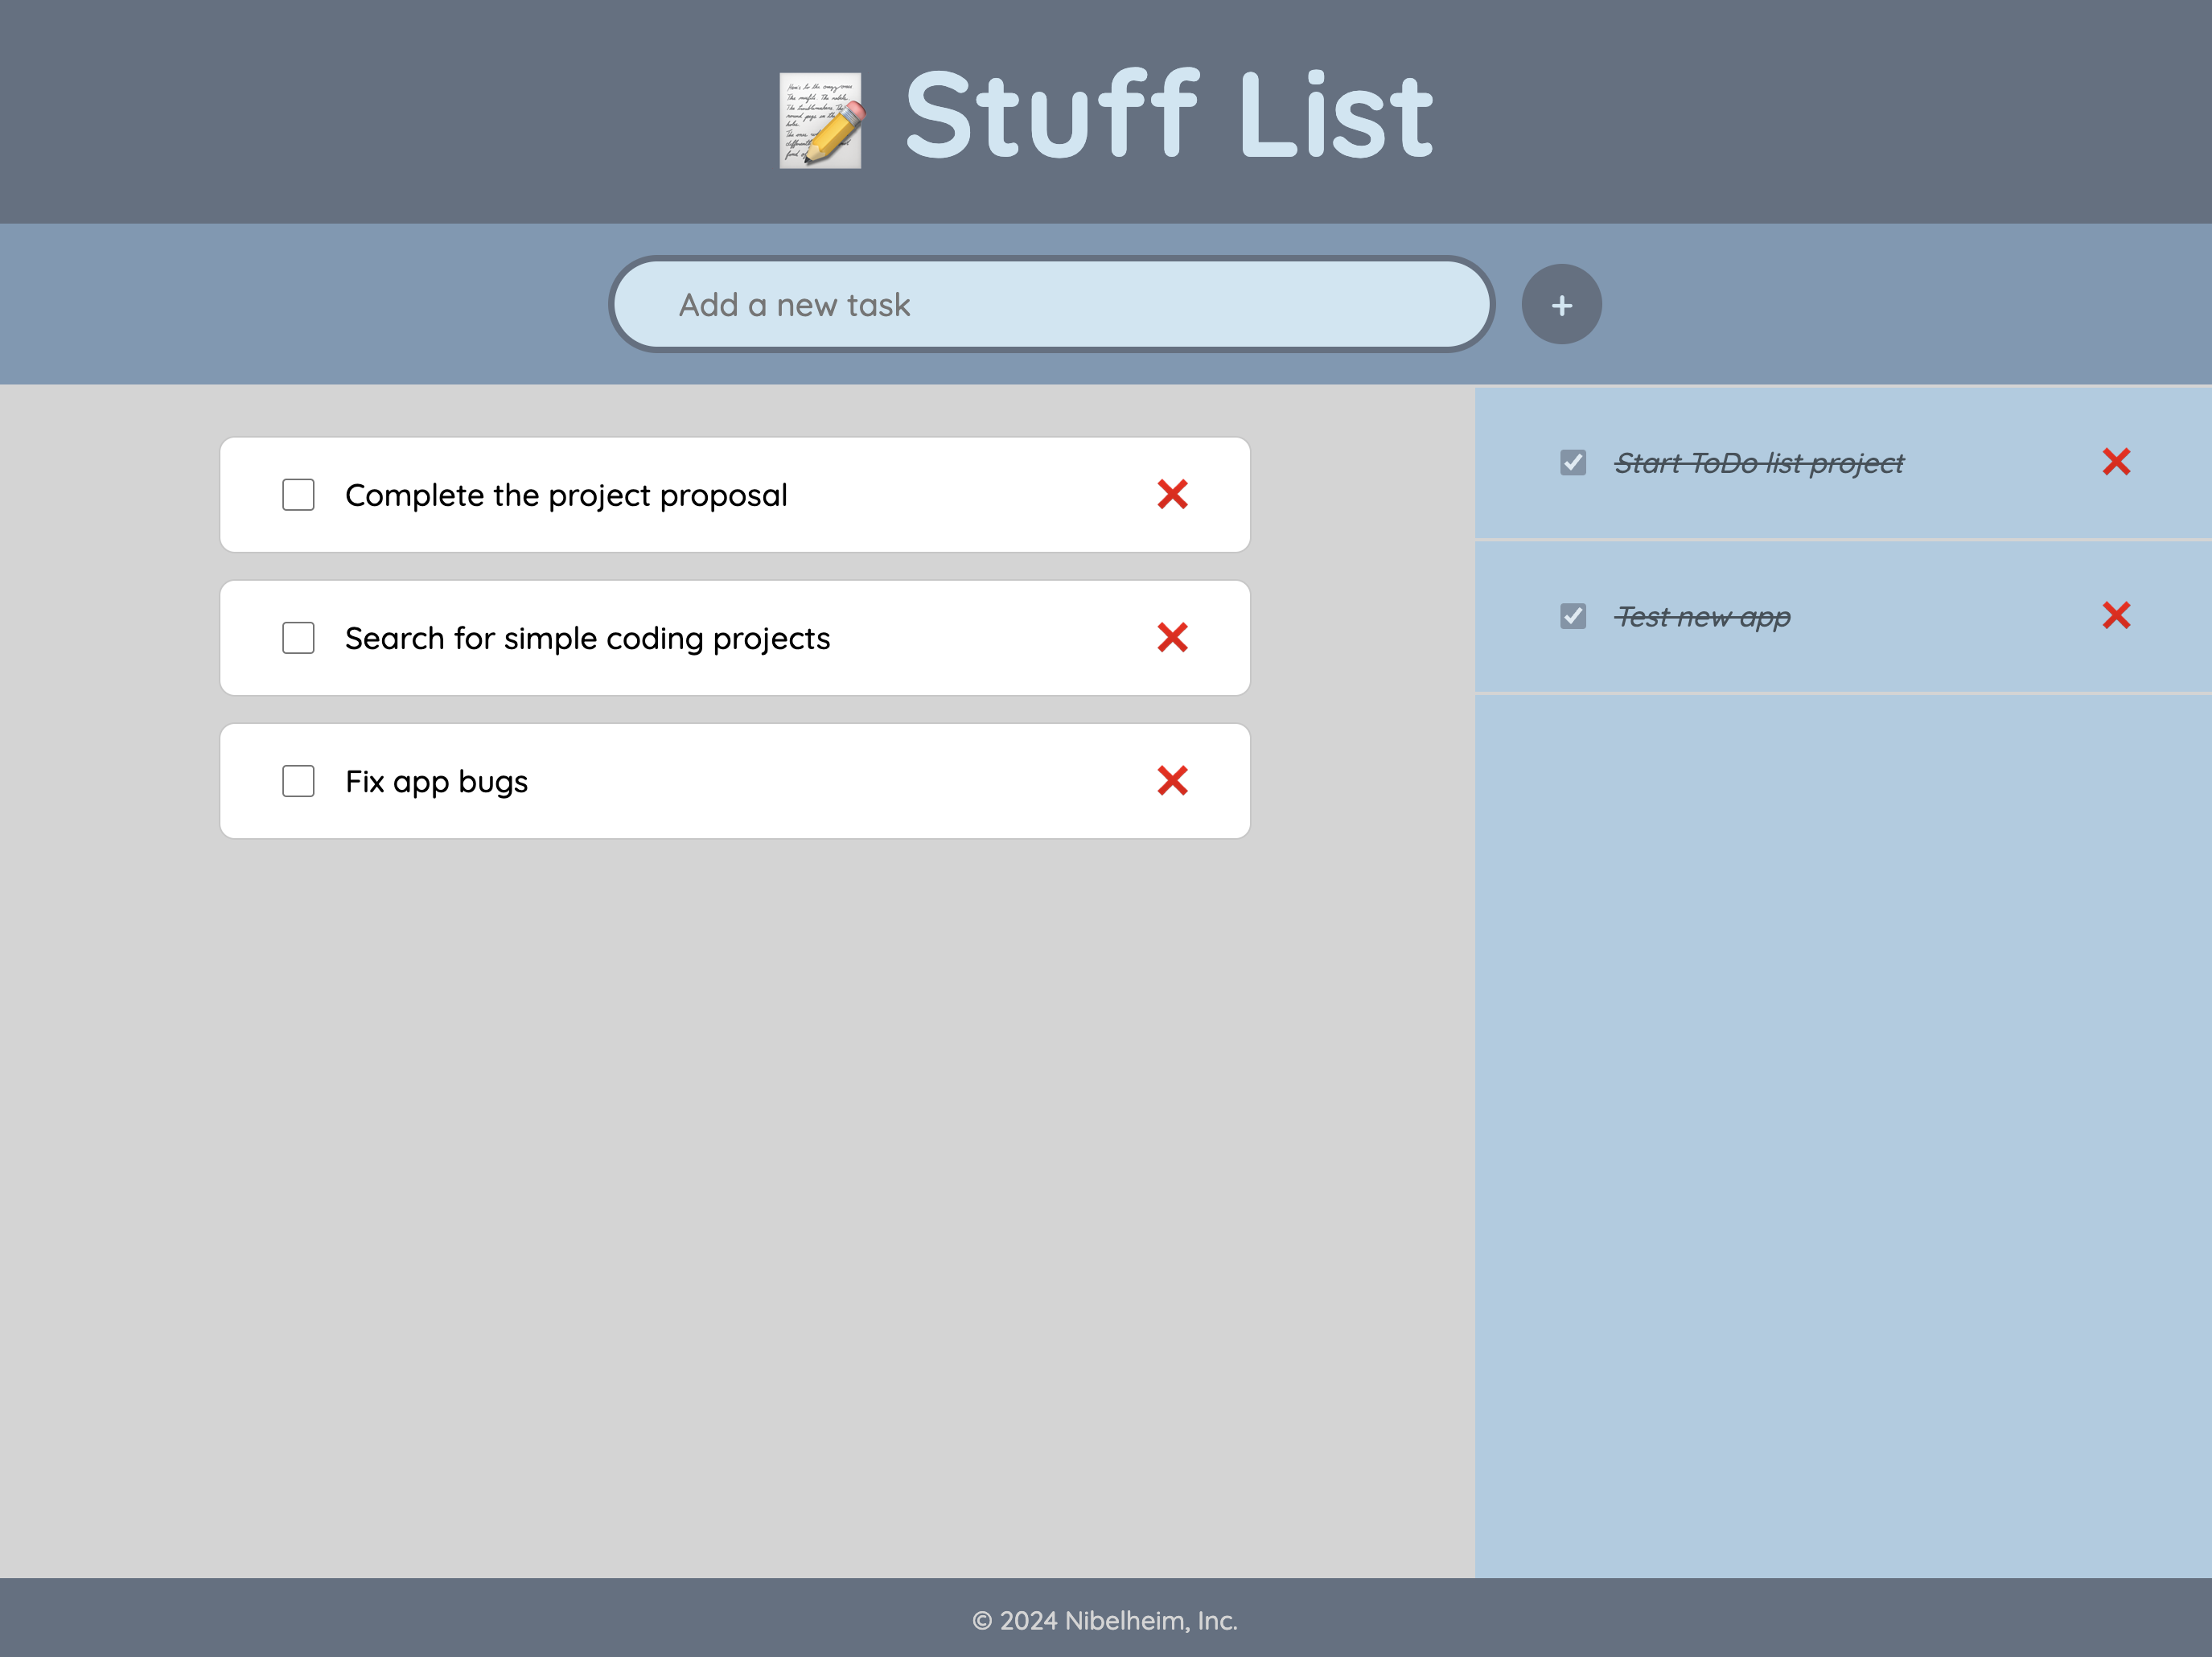 Stuff List
Add a new task
+
Complete the project proposal
Search for simple coding projects
Fix app bugs
Start ToDo list project
Test new app
© 2024 Nibelheim, Inc.